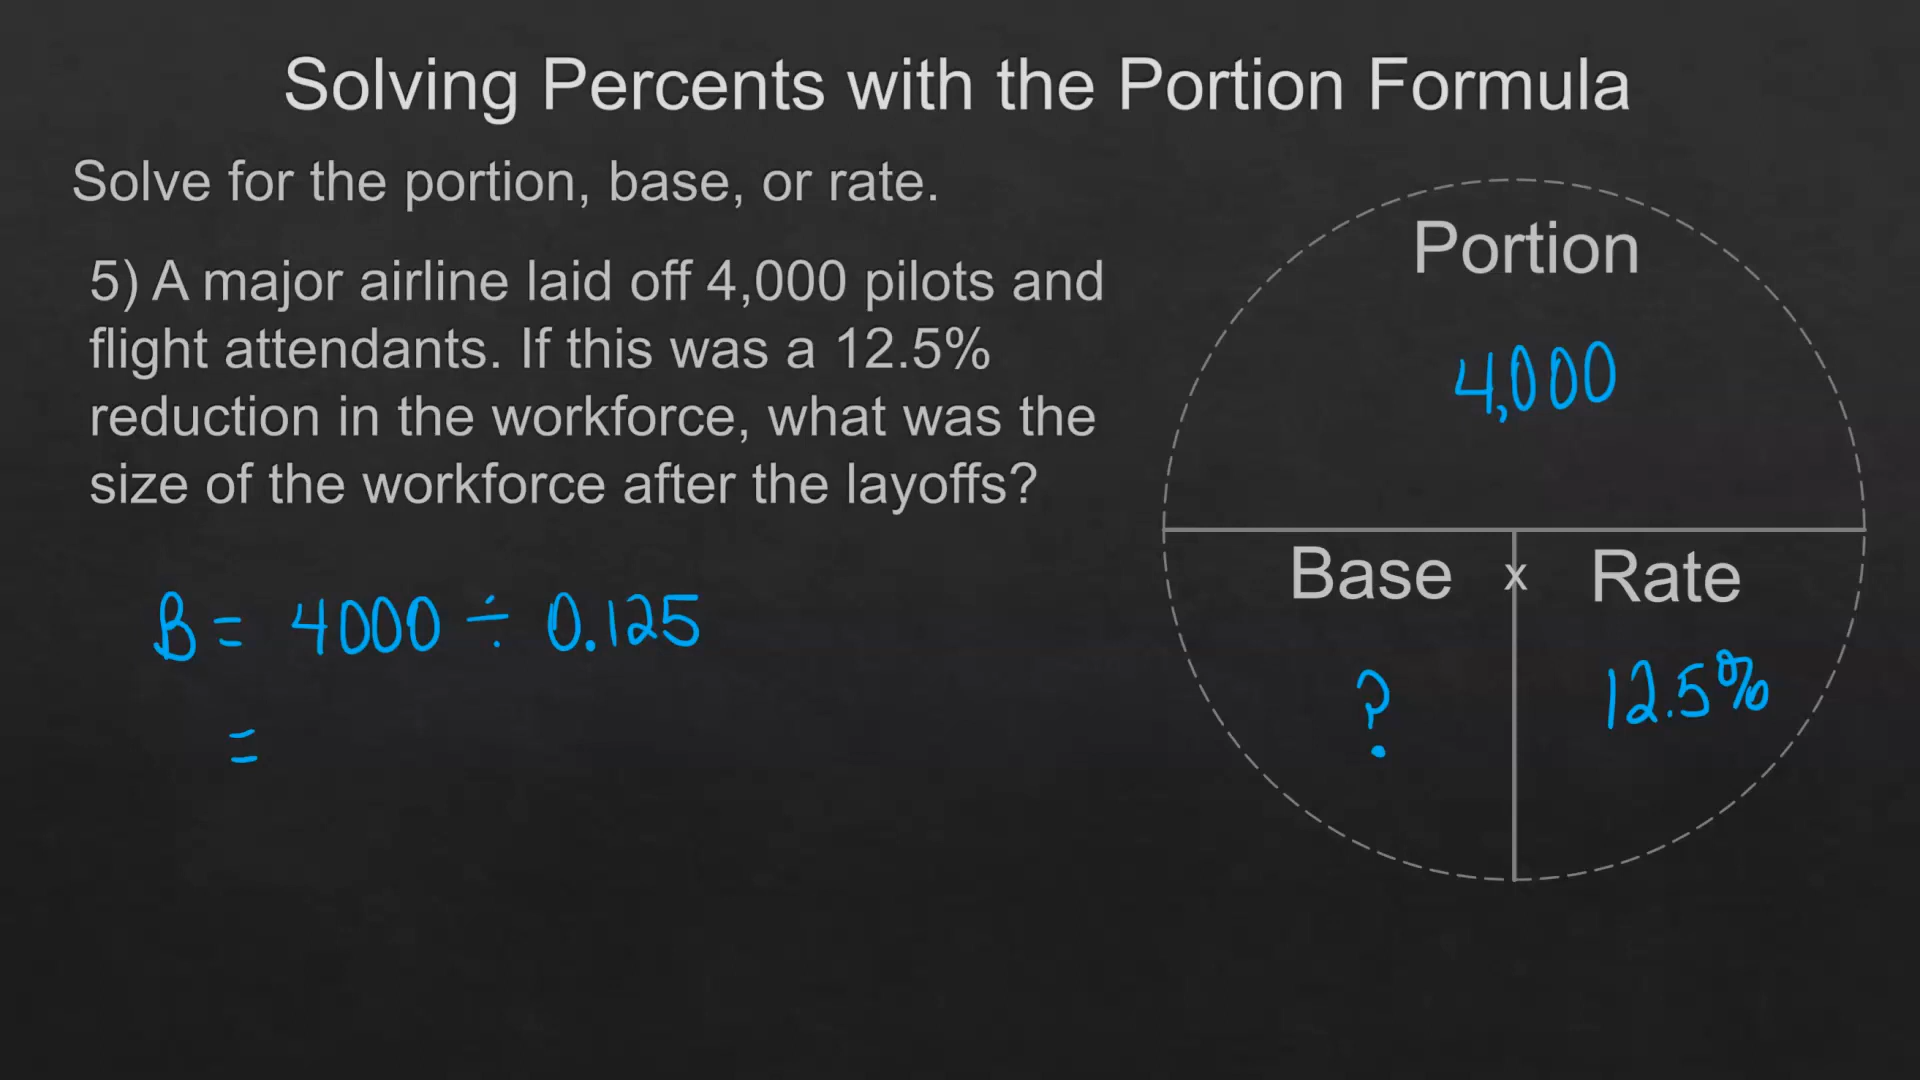 Solving Percents with the Portion Formula
Solve for the portion, base, or rate.
5) A major airline laid off 4,000 pilots and
flight attendants. If this was a 12.5%
reduction in the workforce, what was the
size of the workforce after the layoffs?
B = 4000 ÷ 0.125
=
Portion
4,000
Base x Rate
? 12.5%